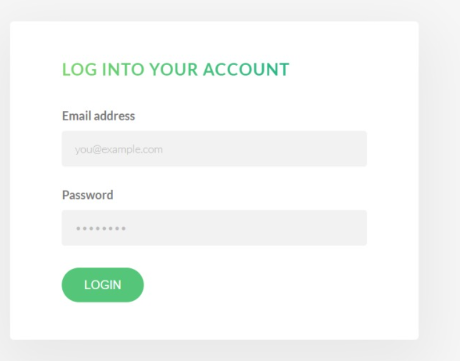 LOG INTO YOUR ACCOUNT
Email address
you@example.com
Password
••••••••
LOGIN